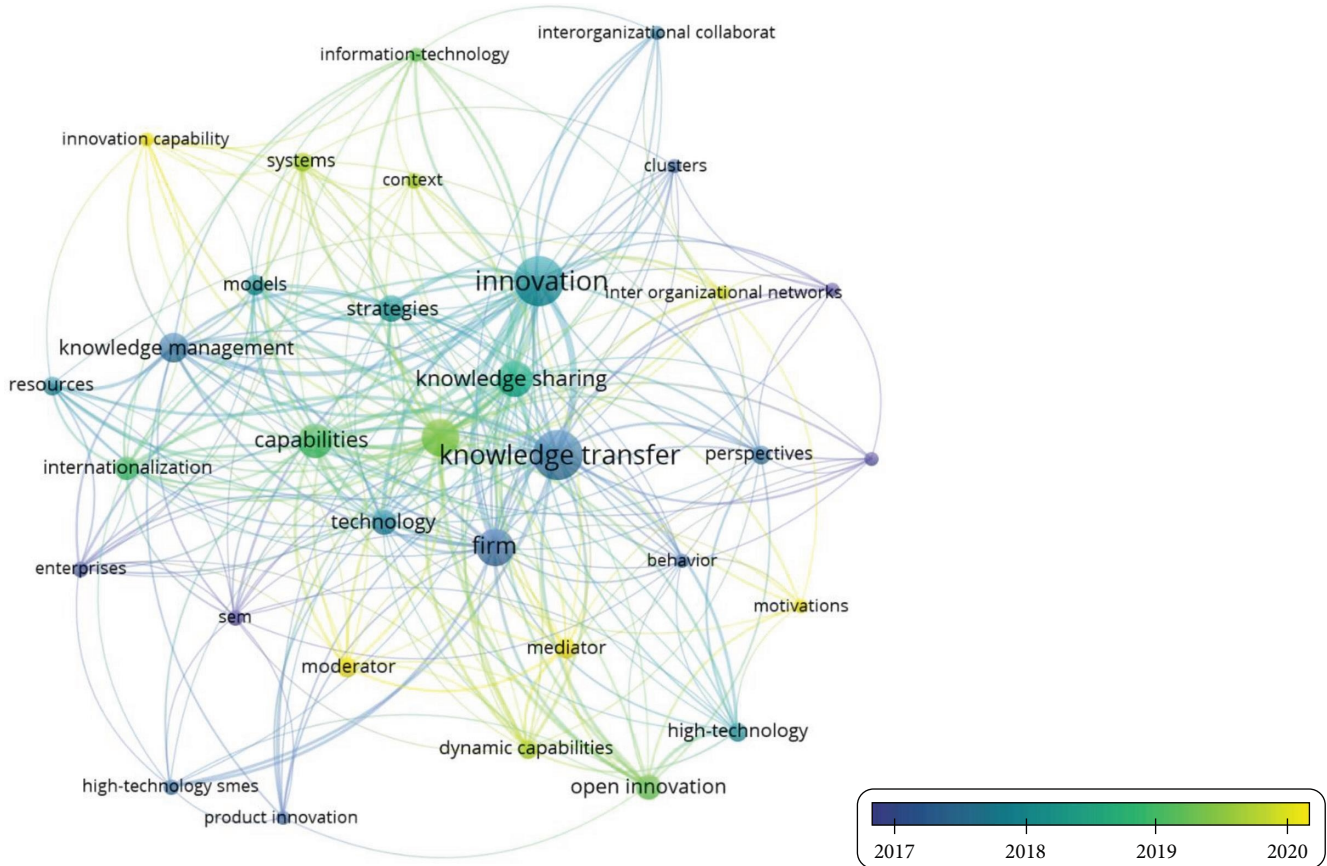 interorganizational collaborat
information-technology
innovation capability
systems
context
clusters
innovation
models
inter organizational networks
strategies
knowledge management
resources
knowledge sharing
capabilities
knowledge transfer
perspectives
internationalization
technology
firm
behavior
enterprises
motivations
sem
mediator
moderator
high-technology
dynamic capabilities
high-technology smes
open innovation
product innovation
2017 2018 2019 2020